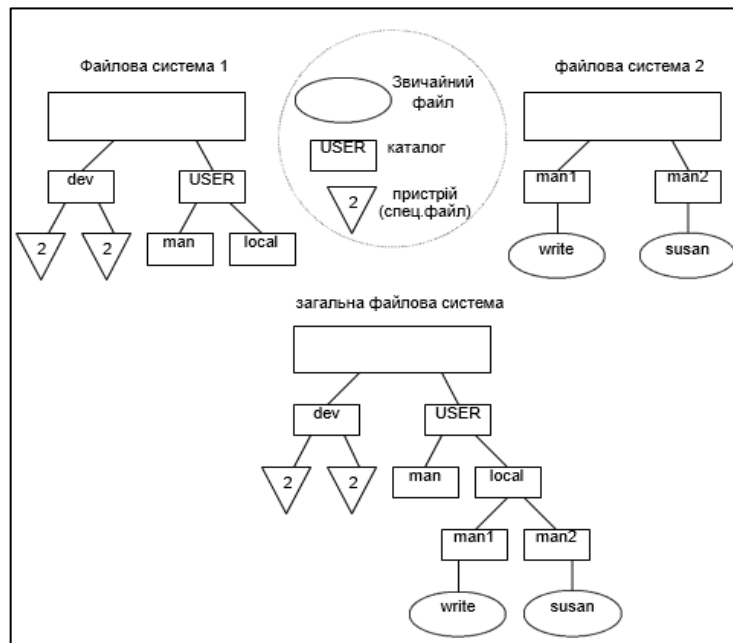 Файлова система 1
dev
USER
2
2
man
local
Звичайний
файл
USER
каталог
2
пристрій
(спец.файл)
файлова система 2
man1
man2
write
susan
загальна файлова система
dev
USER
2
2
man
local
man1
man2
write
susan